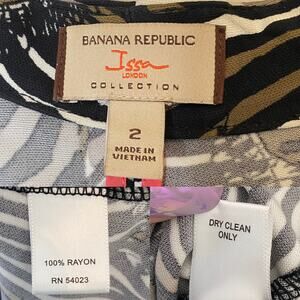 BANANA REPUBLIC
Issa
LONDON
COLLECTION
2
MADE IN
VIETNAM
100% RAYON
RN 54023
DRY CLEAN
ONLY